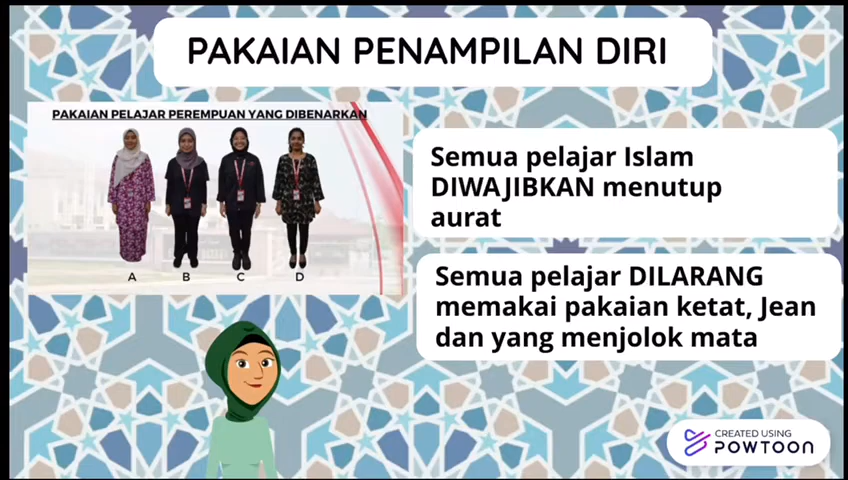 PAKAIAN PENAMPILAN DIRI
PAKAIAN PELAJAR PEREMPUAN YANG DIBENARKAN
A B C D
Semua pelajar Islam
DIWAJIBKAN menutup
aurat
Semua pelajar DILARANG
memakai pakaian ketat, Jean
dan yang menjolok mata
CREATED USING
POWTOON